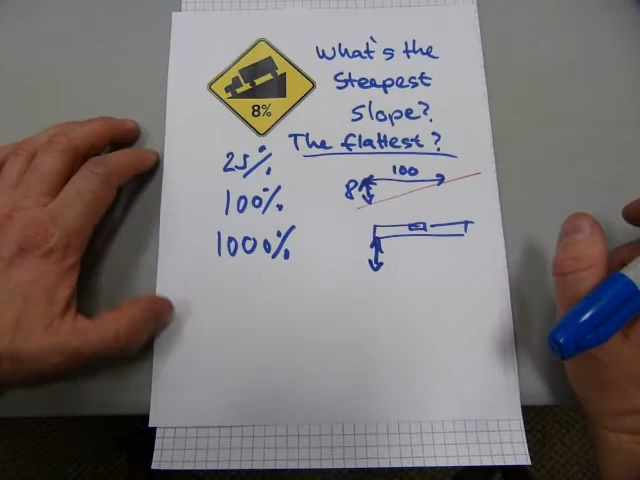 What's the
Steepest
Slope?
The flattest?
8%
25%
100%
1000%
100
8